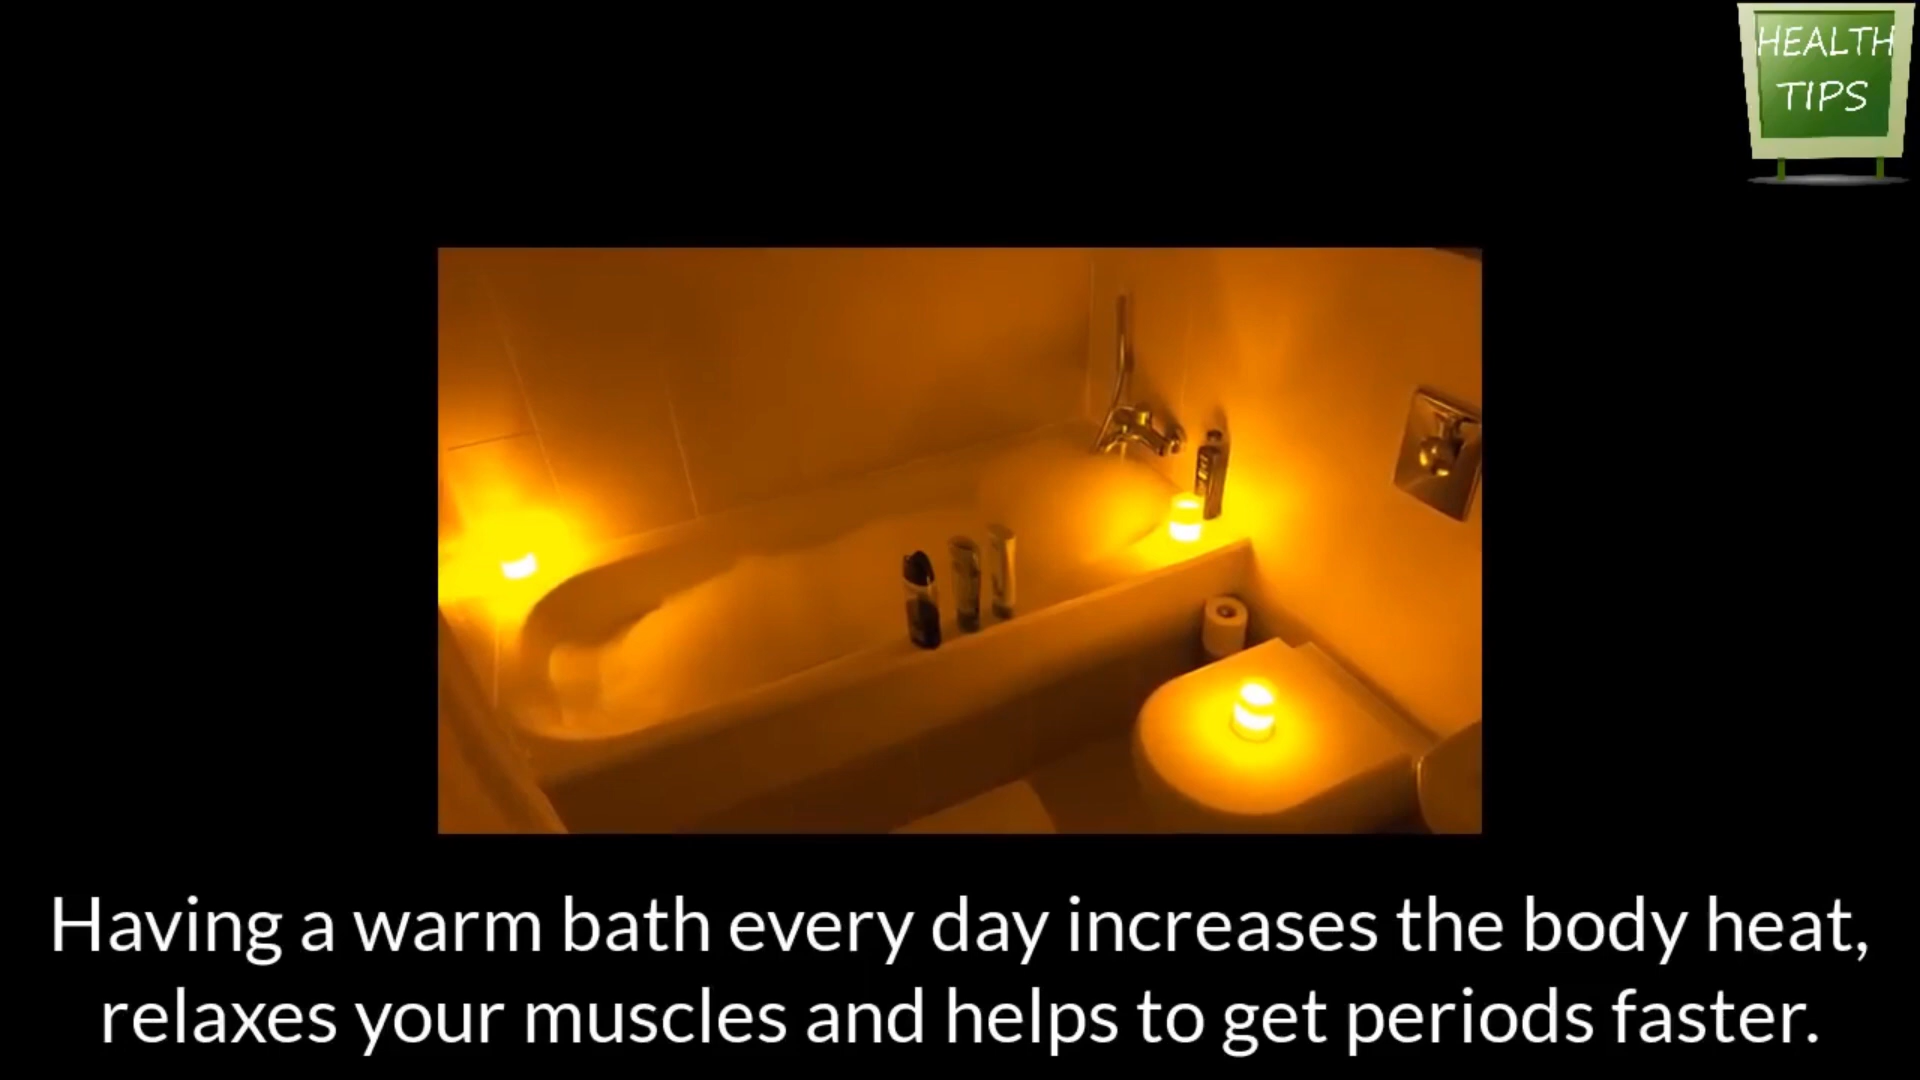 HEALTH
TIPS
Having a warm bath every day increases the body heat,
relaxes your muscles and helps to get periods faster.